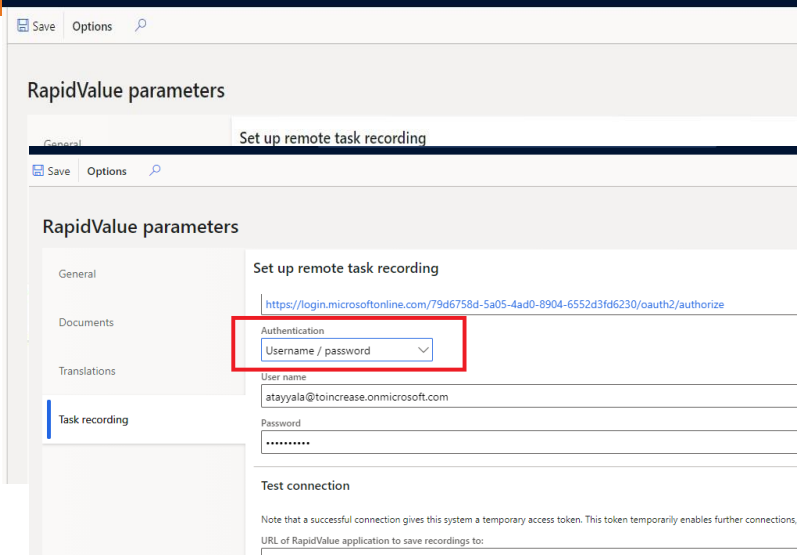 Save Options
RapidValue parameters
General
Set up remote task recording
Save Options
RapidValue parameters
General
Documents
Translations
Task recording
Set up remote task recording
https://login.microsoftonline.com/79d6758d-5a05-4ad0-8904-6552d3fd6230/oauth2/authorize
Authentication
Username / password
User name
atayyala@toincrease.onmicrosoft.com
Password
••••••••••
Test connection
Note that a successful connection gives this system a temporary access token. This token temporarily enables further connections,
URL of RapidValue application to save recordings to: